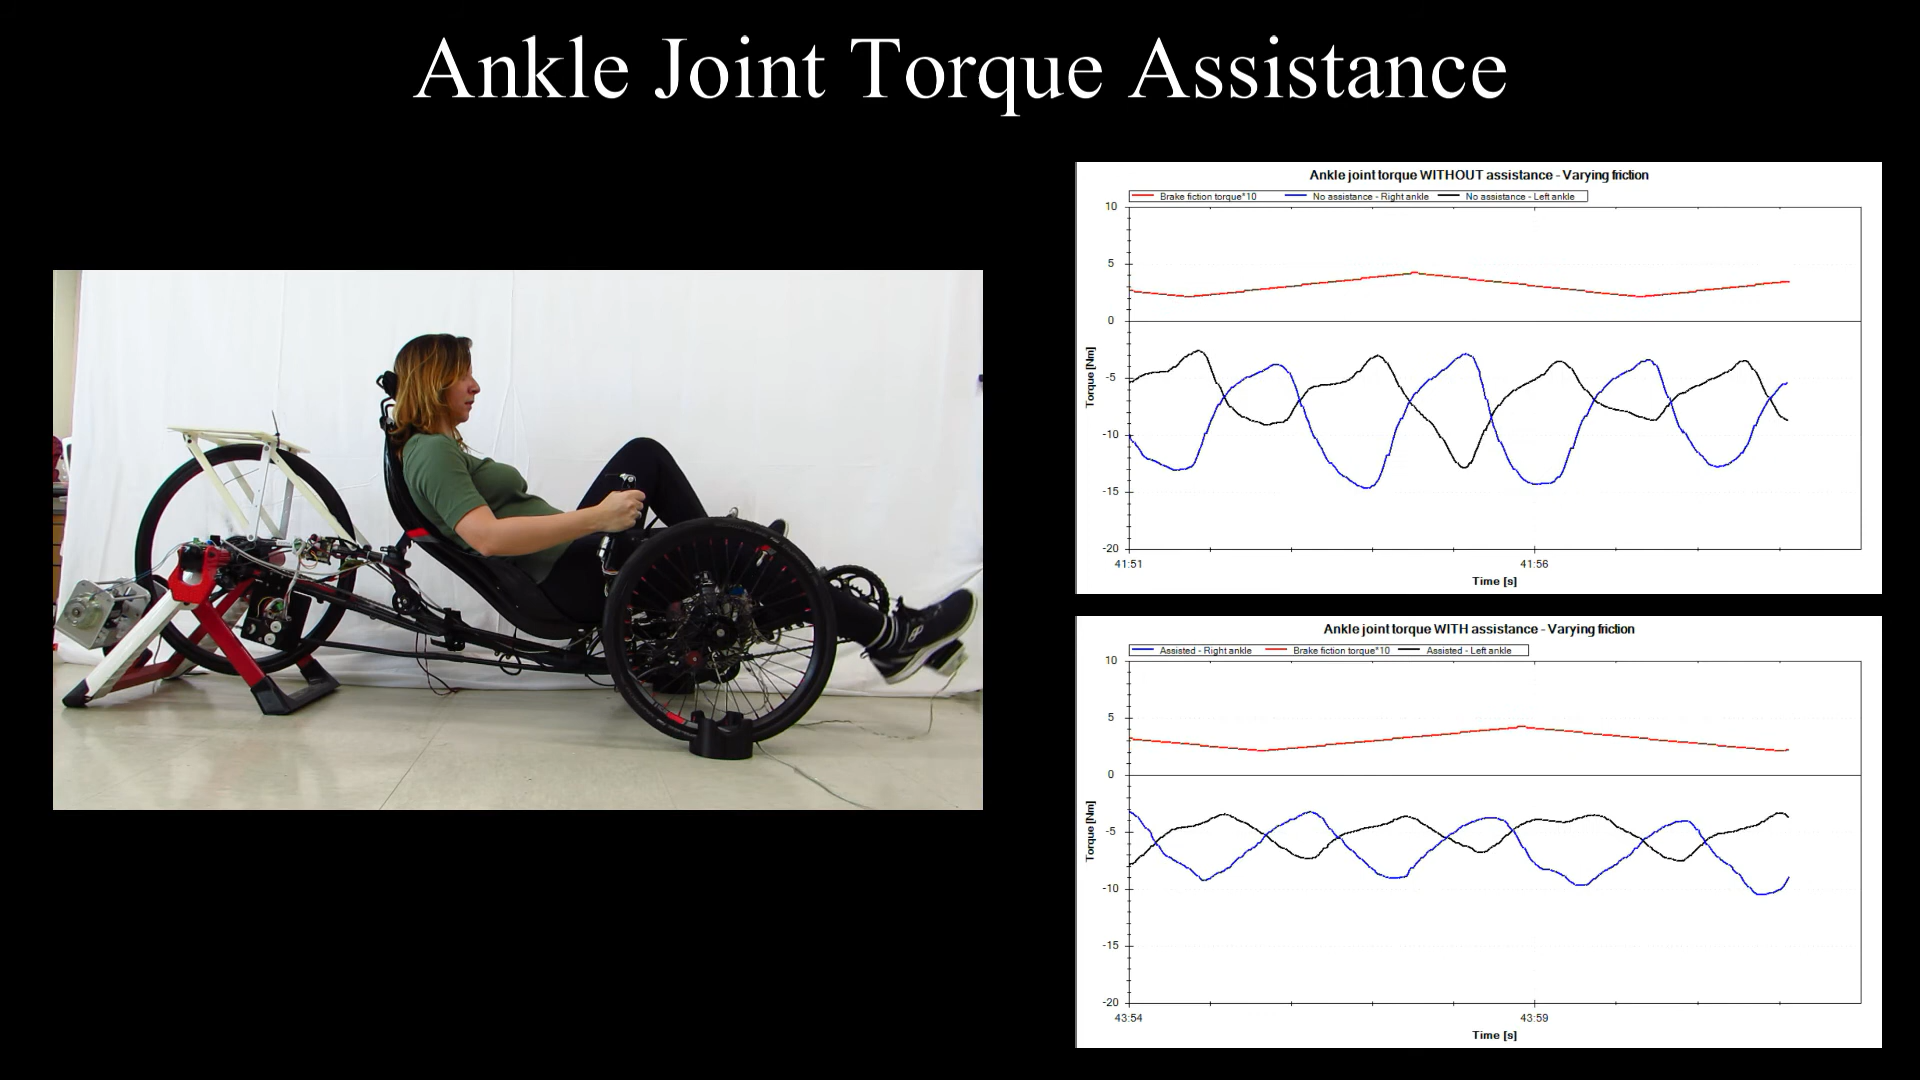 Ankle Joint Torque Assistance
Ankle joint torque WITHOUT assistance - Varying friction
Brake fiction torque*10 No assistance - Right ankle No assistance - Left ankle
10
5
0
-5
-10
-15
-20
Torque [Nm]
41:51 41:56
Time [s]
Ankle joint torque WITH assistance - Varying friction
Assisted - Right ankle Brake fiction torque*10 Assisted - Left ankle
10
5
0
-5
-10
-15
-20
Torque [Nm]
43:54 43:59
Time [s]